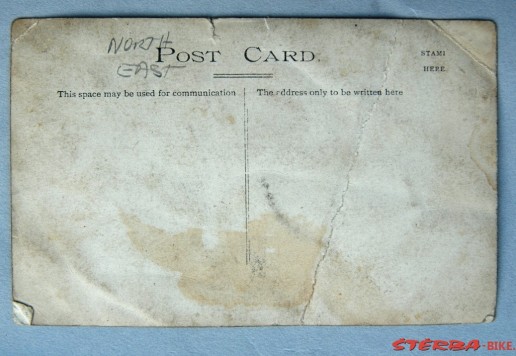 NORTH
EAST
POST CARD.
STAMP
HERE.
This space may be used for communication
The address only to be written here
STERBA-BIKE.